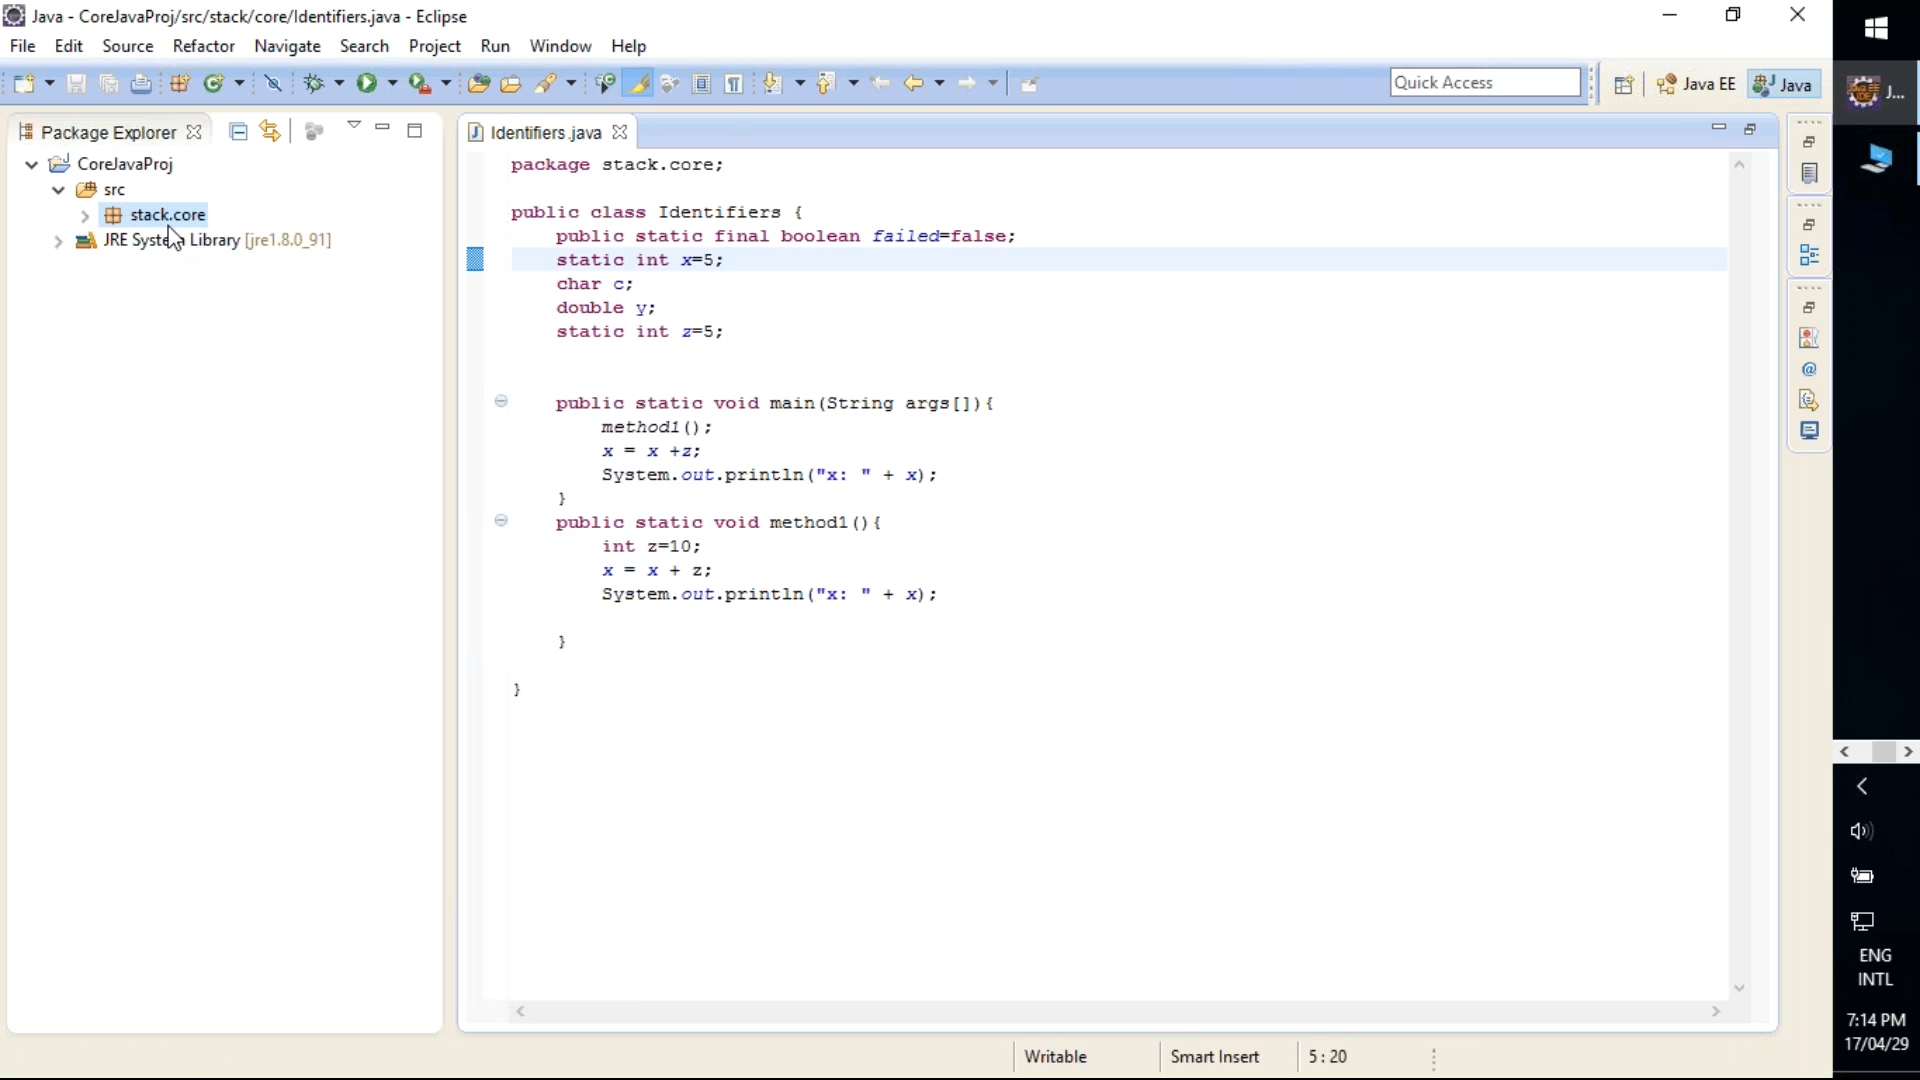 Java - CoreJavaProj/src/stack/core/Identifiers.java - Eclipse
File Edit Source Refactor Navigate Search Project Run Window Help
Quick Access
Java EE
Java
J...
Package Explorer
CoreJavaProj
src
stack.core
JRE System Library [jre1.8.0_91]
Identifiers.java
package stack.core;
public class Identifiers {
public static final boolean failed=false;
static int x=5;
char c;
double y;
static int z=5;
public static void main(String args[]){
method1();
x = x +z;
System.out.println("x: " + x);
}
public static void method1(){
int z=10;
x = x + z;
System.out.println("x: " + x);
}
}
Writable
Smart Insert
5 : 20
ENG
INTL
7:14 PM
17/04/29